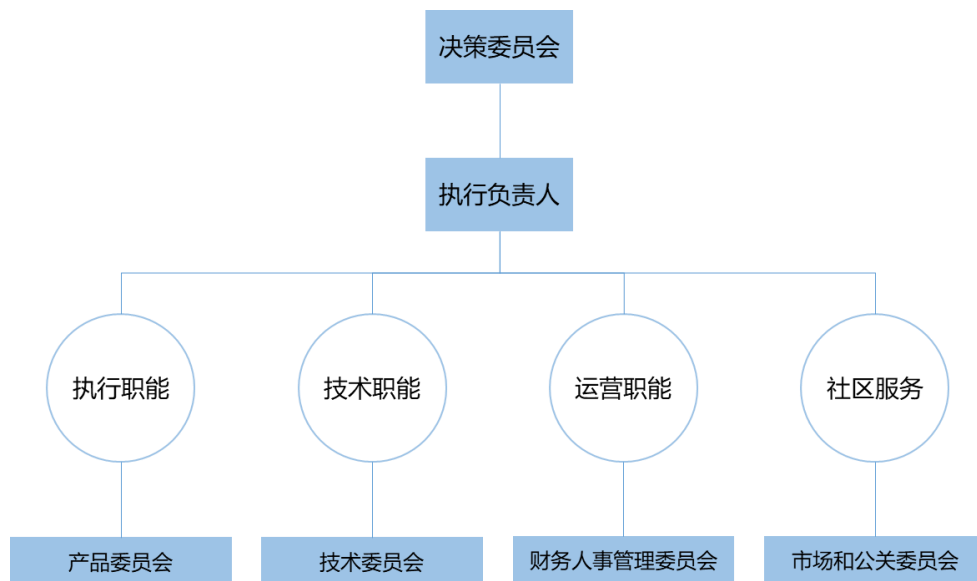 决策委员会
执行负责人
执行职能
技术职能
运营职能
社区服务
产品委员会
技术委员会
财务人事管理委员会
市场和公关委员会